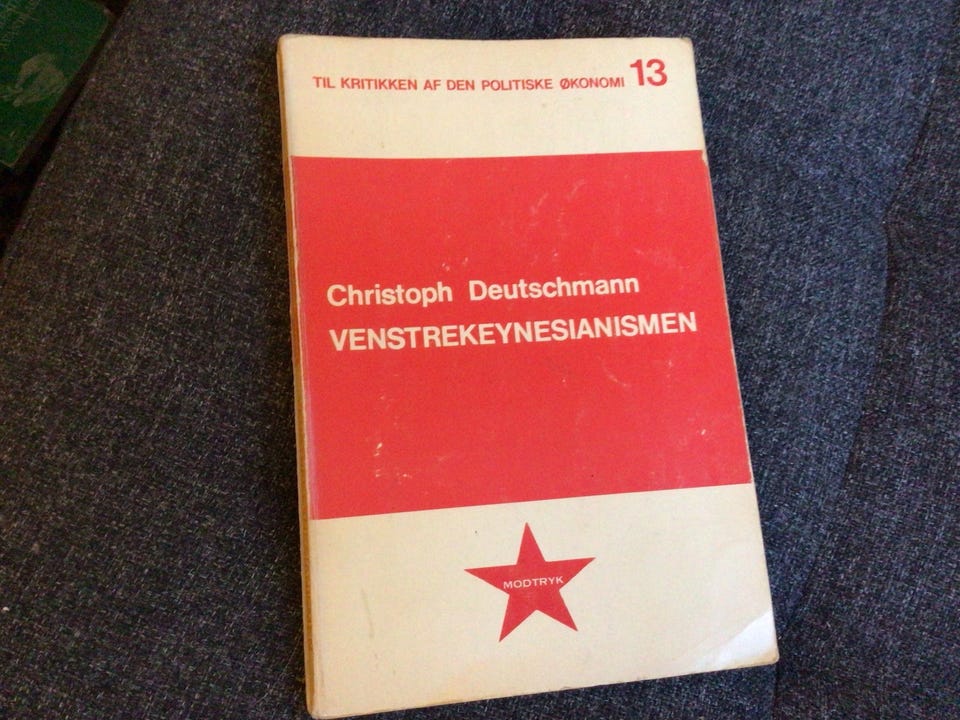 TIL KRITIKKEN AF DEN POLITISKE ØKONOMI 13
Christoph Deutschmann
VENSTREKEYNESIANISMEN
MODTRYK